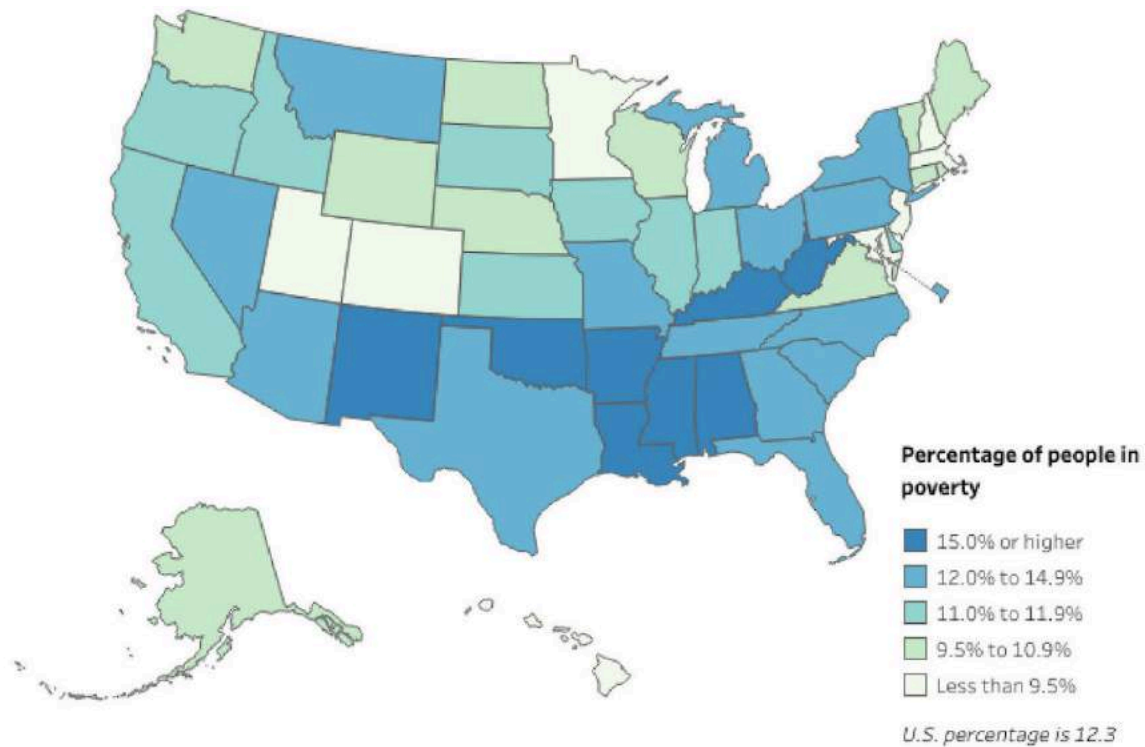 Percentage of people in
poverty
15.0% or higher
12.0% to 14.9%
11.0% to 11.9%
9.5% to 10.9%
Less than 9.5%
U.S. percentage is 12.3